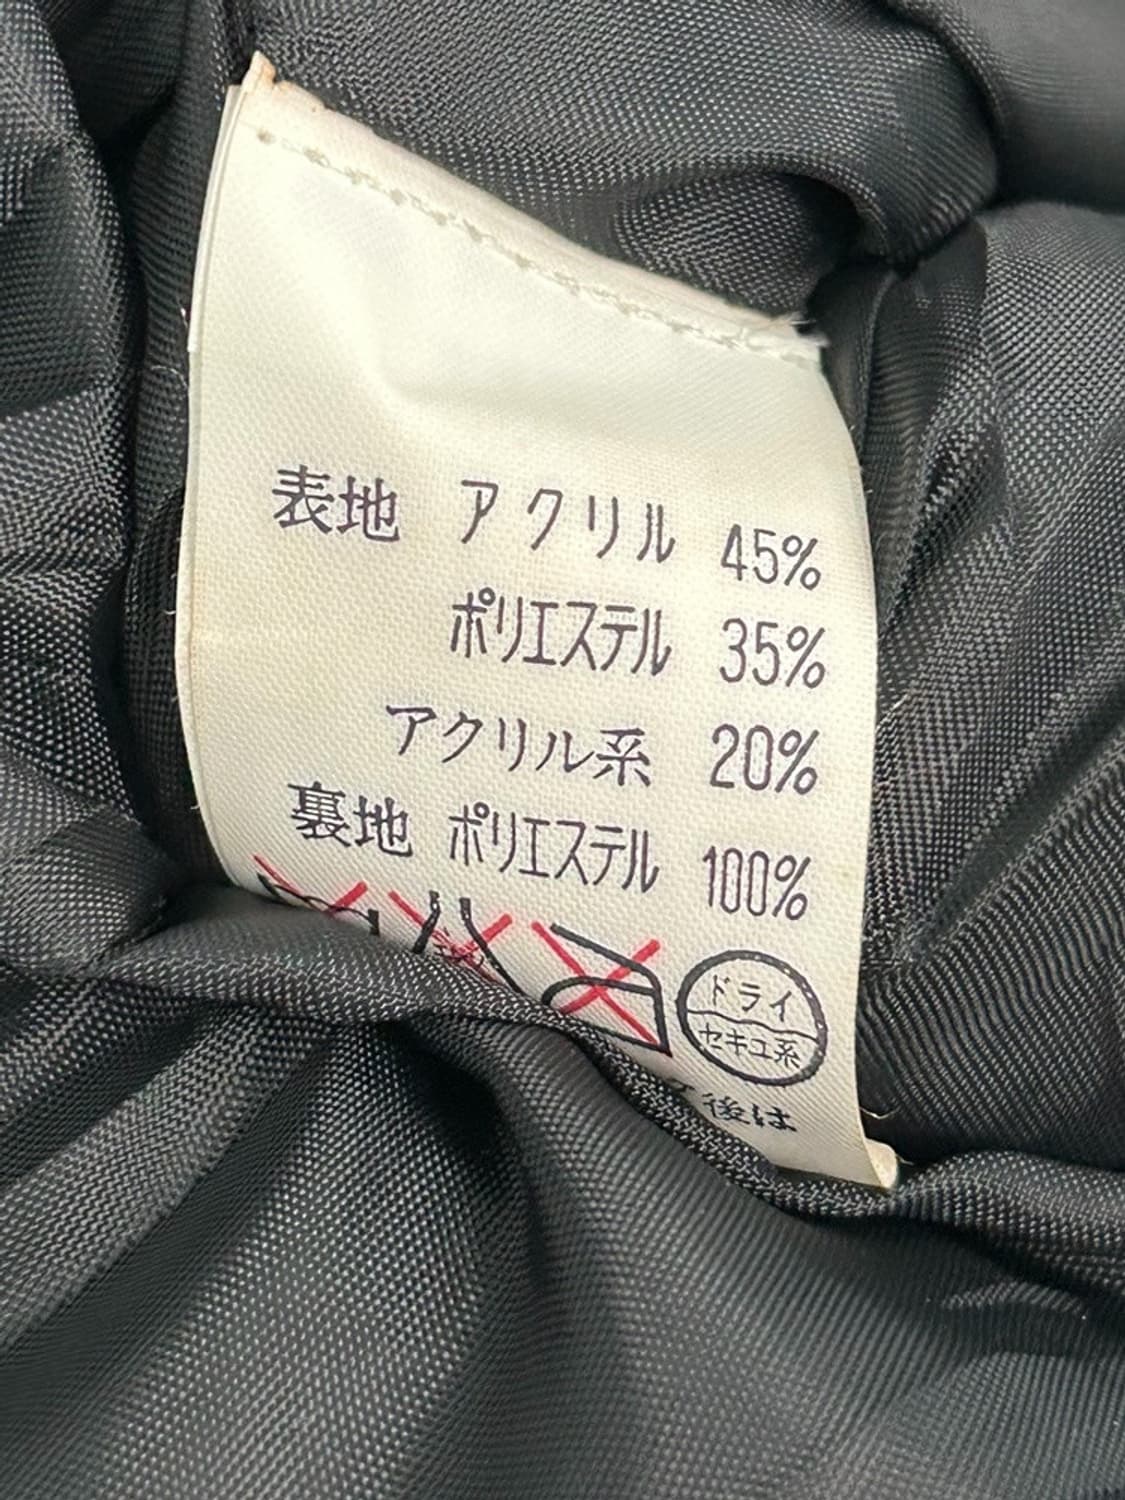 表地 アクリル 45%
ポリエステル 35%
アクリル系 20%
裏地 ポリエステル 100%
ドライ
セキユ系
後は